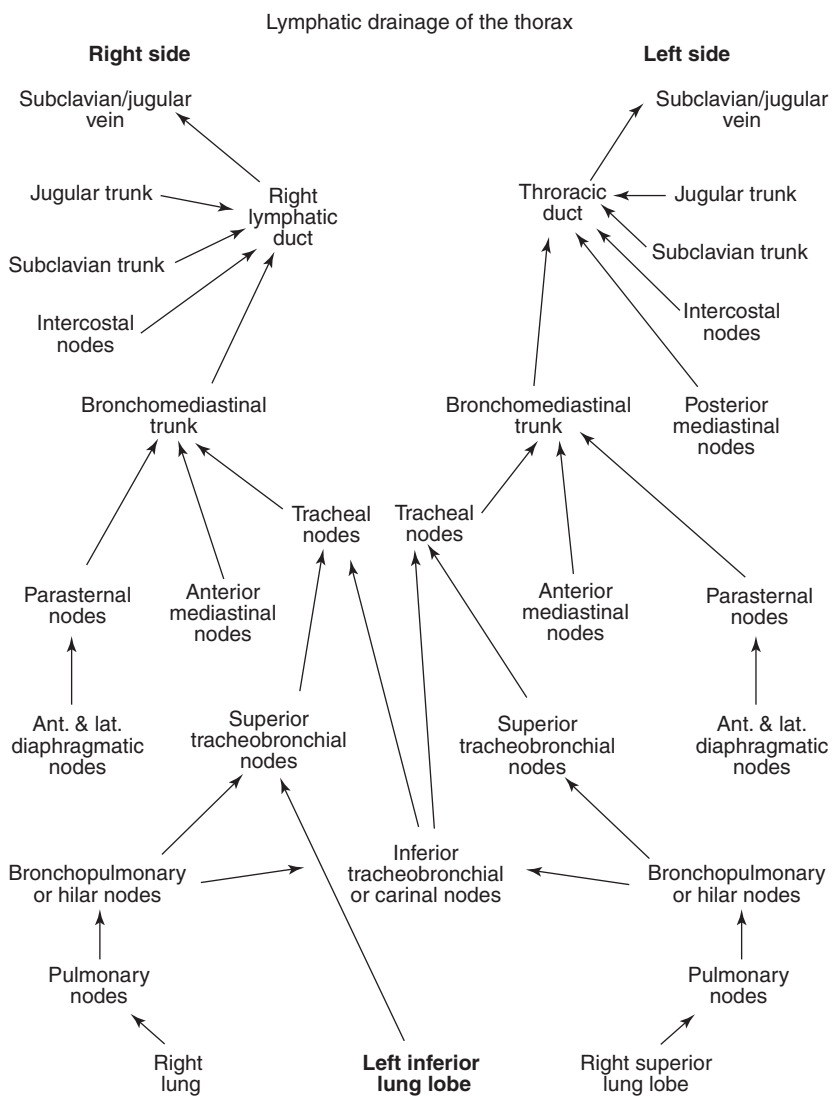 Lymphatic drainage of the thorax
Right side
Left side
Subclavian/jugular
vein
Subclavian/jugular
vein
Jugular trunk
Right
lymphatic
duct
Throracic
duct
Jugular trunk
Subclavian trunk
Subclavian trunk
Intercostal
nodes
Intercostal
nodes
Bronchomediastinal
trunk
Bronchomediastinal
trunk
Posterior
mediastinal
nodes
Tracheal
nodes
Tracheal
nodes
Parasternal
nodes
Anterior
mediastinal
nodes
Anterior
mediastinal
nodes
Parasternal
nodes
Ant. & lat.
diaphragmatic
nodes
Superior
tracheobronchial
nodes
Superior
tracheobronchial
nodes
Ant. & lat.
diaphragmatic
nodes
Bronchopulmonary
or hilar nodes
Inferior
tracheobronchial
or carinal nodes
Bronchopulmonary
or hilar nodes
Pulmonary
nodes
Pulmonary
nodes
Right
lung
Left inferior
lung lobe
Right superior
lung lobe